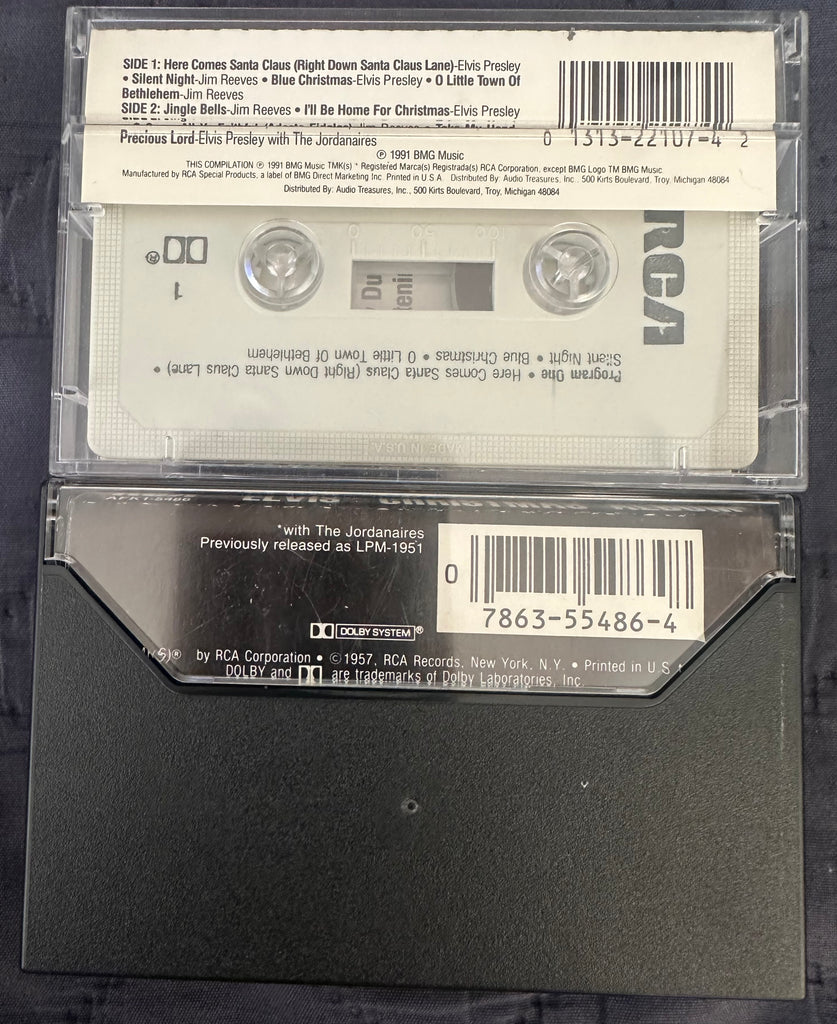 SIDE 1: Here Comes Santa Claus (Right Down Santa Claus Lane)-Elvis Presley
• Silent Night-Jim Reeves • Blue Christmas-Elvis Presley • O Little Town Of
Bethlehem-Jim Reeves
SIDE 2: Jingle Bells-Jim Reeves • I'll Be Home For Christmas-Elvis Presley
Precious Lord-Elvis Presley with The Jordanaires
0 1313-22107-4 2
℗ 1991 BMG Music
THIS COMPILATION ℗ 1991 BMG Music TMK(s) ® Registered Marca(s) Registrada(s) RCA Corporation, except BMG Logo TM BMG Music
Manufactured by RCA Special Products, a label of BMG Direct Marketing Inc. Printed in U.S.A. Distributed By: Audio Treasures, Inc., 500 Kirts Boulevard, Troy, Michigan 48084
Distributed By: Audio Treasures, Inc., 500 Kirts Boulevard, Troy, Michigan 48084
RCA
0 50 100
1
Program One • Here Comes Santa Claus (Right Down Santa Claus Lane) •
Silent Night • Blue Christmas • O Little Town Of Bethlehem
MADE IN U.S.A.
ELVIS' CHRISTMAS ALBUM
*with The Jordanaires
Previously released as LPM-1951
0 7863-55486-4
DOLBY SYSTEM®
by RCA Corporation • ©1957, RCA Records, New York, N.Y. • Printed in U.S.
DOLBY and are trademarks of Dolby Laboratories, Inc.